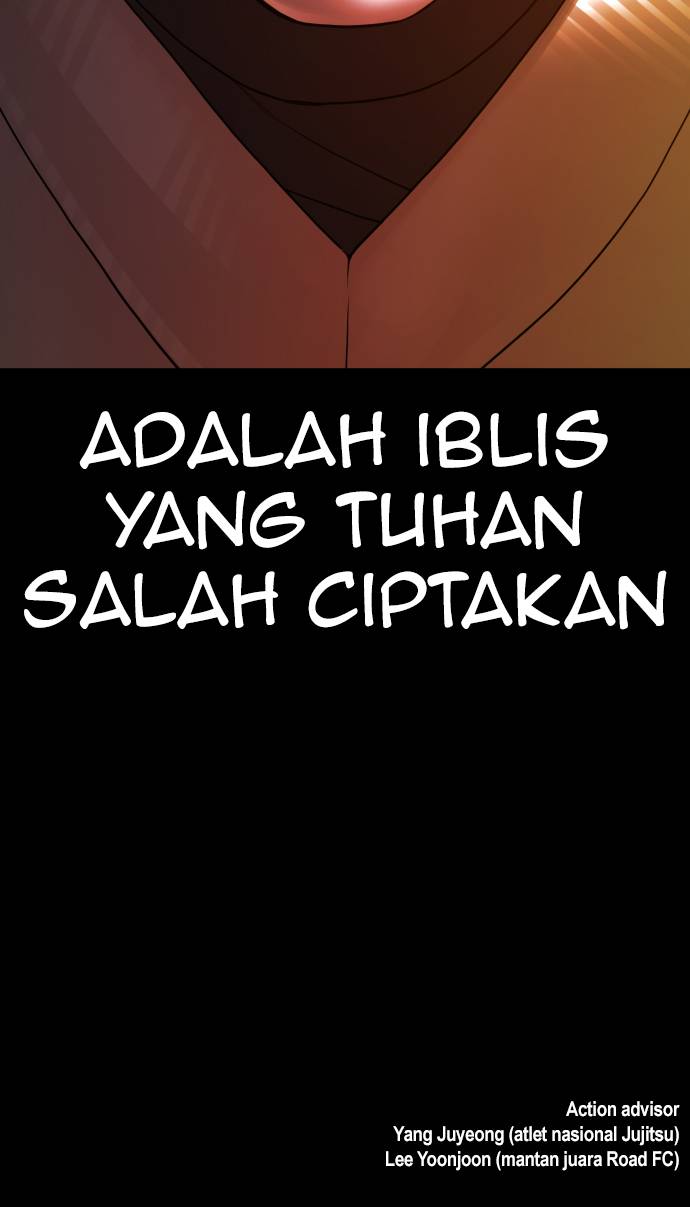 ADALAH IBLIS
YANG TUHAN
SALAH CIPTAKAN
Action advisor
Yang Juyeong (atlet nasional Jujitsu)
Lee Yoonjoon (mantan juara Road FC)